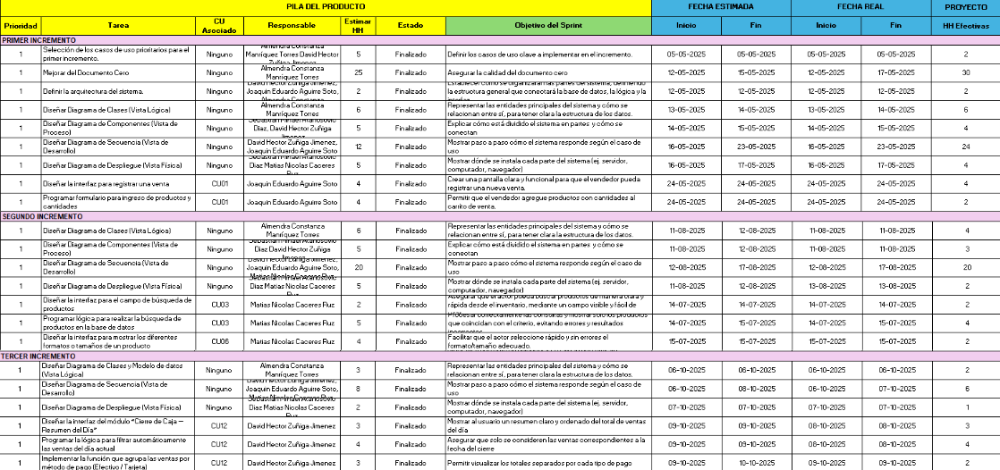 PILA DEL PRODUCTO FECHA ESTIMADA FECHA REAL PROYECTO
Prioridad Tarea CU Asociado Responsable Estimar HH Estado Objetivo del Sprint Inicio Fin Inicio Fin HH Efectivas
PRIMER INCREMENTO
1 Selección de los casos de uso prioritarios para el primer incremento. Ninguno Almendra Constanza Manríquez Torres David Hector Zuñiga Jimenez 5 Finalizado Definir los casos de uso clave a implementar en el incremento. 05-05-2025 05-05-2025 05-05-2025 05-05-2025 2
1 Mejorar del Documento Cero Ninguno Almendra Constanza Manríquez Torres 25 Finalizado Asegurar la calidad del documento cero 12-05-2025 15-05-2025 12-05-2025 17-05-2025 30
1 Definir la arquitectura del sistema. Ninguno David Hector Zuñiga Jimenez, Joaquin Eduardo Aguirre Soto, Almendra Constanza 2 Finalizado Establecer cómo se organizarán las partes del sistema, definiendo la estructura general que conectará la base de datos, la lógica y la 12-05-2025 12-05-2025 12-05-2025 12-05-2025 2
1 Diseñar Diagrama de Clases (Vista Lógica) Ninguno Almendra Constanza Manríquez Torres 6 Finalizado Representar las entidades principales del sistema y cómo se relacionan entre sí, para tener clara la estructura de los datos. 13-05-2025 14-05-2025 13-05-2025 14-05-2025 6
1 Diseñar Diagrama de Componentes (Vista de Proceso) Ninguno Diaz, David Hector Zuñiga 5 Finalizado Explicar cómo está dividido el sistema en partes y cómo se conectan 14-05-2025 15-05-2025 14-05-2025 15-05-2025 4
1 Diseñar Diagrama de Secuencia (Vista de Desarrollo) Ninguno David Hector Zuñiga Jimenez, Joaquin Eduardo Aguirre Soto 12 Finalizado Mostrar paso a paso cómo el sistema responde según el caso de uso 16-05-2025 23-05-2025 16-05-2025 23-05-2025 24
1 Diseñar Diagrama de Despliegue (Vista Física) Ninguno Diaz Matias Nicolas Caceres Ruz 5 Finalizado Mostrar dónde se instala cada parte del sistema (ej. servidor, computador, navegador) 16-05-2025 17-05-2025 16-05-2025 17-05-2025 4
1 Diseñar la interfaz para registrar una venta CU01 Joaquin Eduardo Aguirre Soto 4 Finalizado Crear una pantalla clara y funcional para que el vendedor pueda registrar una nueva venta. 24-05-2025 24-05-2025 24-05-2025 24-05-2025 4
1 Programar formulario para ingreso de productos y cantidades CU01 Joaquin Eduardo Aguirre Soto 4 Finalizado Permitir que el vendedor agregue productos con cantidades al carrito de venta. 24-05-2025 24-05-2025 24-05-2025 24-05-2025 2
SEGUNDO INCREMENTO
1 Diseñar Diagrama de Clases (Vista Lógica) Ninguno Almendra Constanza Manríquez Torres 6 Finalizado Representar las entidades principales del sistema y cómo se relacionan entre sí, para tener clara la estructura de los datos. 11-08-2025 12-08-2025 11-08-2025 11-08-2025 4
1 Diseñar Diagrama de Componentes (Vista de Proceso) Ninguno Diaz David Hector Zuñiga 5 Finalizado Explicar cómo está dividido el sistema en partes y cómo se conectan 11-08-2025 11-08-2025 11-08-2025 11-08-2025 3
1 Diseñar Diagrama de Secuencia (Vista de Desarrollo) Ninguno David Hector Zuñiga Jimenez, Joaquin Eduardo Aguirre Soto, 20 Finalizado Mostrar paso a paso cómo el sistema responde según el caso de uso 12-08-2025 17-08-2025 12-08-2025 17-08-2025 20
1 Diseñar Diagrama de Despliegue (Vista Física) Ninguno Diaz Matias Nicolas Caceres Ruz 5 Finalizado Mostrar dónde se instala cada parte del sistema (ej. servidor, computador, navegador) 11-08-2025 12-08-2025 13-08-2025 13-08-2025 2
1 Diseñar la interfaz para el campo de búsqueda de productos CU03 Matias Nicolas Caceres Ruz 2 Finalizado Asegurar que el actor pueda buscar productos de manera clara y rápida desde el inventario, mediante un campo visible y fácil de 14-07-2025 14-07-2025 14-07-2025 14-07-2025 2
1 Programar lógica para realizar la búsqueda de productos en la base de datos CU03 Matias Nicolas Caceres Ruz 5 Finalizado Procesar correctamente las consultas y mostrar solo los productos que coincidan con el criterio, evitando errores y resultados 14-07-2025 15-07-2025 14-07-2025 15-07-2025 4
1 Diseñar la interfaz para mostrar los diferentes formatos o tamaños de un producto CU06 Matias Nicolas Caceres Ruz 4 Finalizado Facilitar que el actor seleccione rápido y sin errores el formato/tamaño adecuado. 15-07-2025 15-07-2025 15-07-2025 15-07-2025 2
TERCER INCREMENTO
1 Diseñar Diagrama de Clases y Modelo de datos (Vista Lógica) Ninguno Almendra Constanza Manríquez Torres 3 Finalizado Representar las entidades principales del sistema y cómo se relacionan entre sí, para tener clara la estructura de los datos. 06-10-2025 06-10-2025 06-10-2025 06-10-2025 2
1 Diseñar Diagrama de Secuencia (Vista de Desarrollo) Ninguno David Hector Zuñiga Jimenez, Joaquin Eduardo Aguirre Soto, 8 Finalizado Mostrar paso a paso cómo el sistema responde según el caso de uso 06-10-2025 08-10-2025 06-10-2025 07-10-2025 6
1 Diseñar Diagrama de Despliegue (Vista Física) Ninguno Diaz Matias Nicolas Caceres Ruz 2 Finalizado Mostrar dónde se instala cada parte del sistema (ej. servidor, computador, navegador) 07-10-2025 07-10-2025 07-10-2025 07-10-2025 1
1 Diseñar la interfaz del módulo "Cierre de Caja – Resumen del Día" CU12 David Hector Zuñiga Jimenez 3 Finalizado Mostrar al usuario un resumen claro y ordenado del total de ventas del día 09-10-2025 09-10-2025 08-10-2025 08-10-2025 3
1 Programar la lógica para filtrar automáticamente las ventas del día actual CU12 David Hector Zuñiga Jimenez 4 Finalizado Asegurar que solo se consideren las ventas correspondientes a la fecha del cierre 09-10-2025 09-10-2025 08-10-2025 08-10-2025 4
1 Implementar la función que agrupa las ventas por método de pago (Efectivo / Tarjeta) CU12 David Hector Zuñiga Jimenez 3 Finalizado Permitir visualizar los totales separados por cada tipo de pago 09-10-2025 10-10-2025 09-10-2025 09-10-2025 2